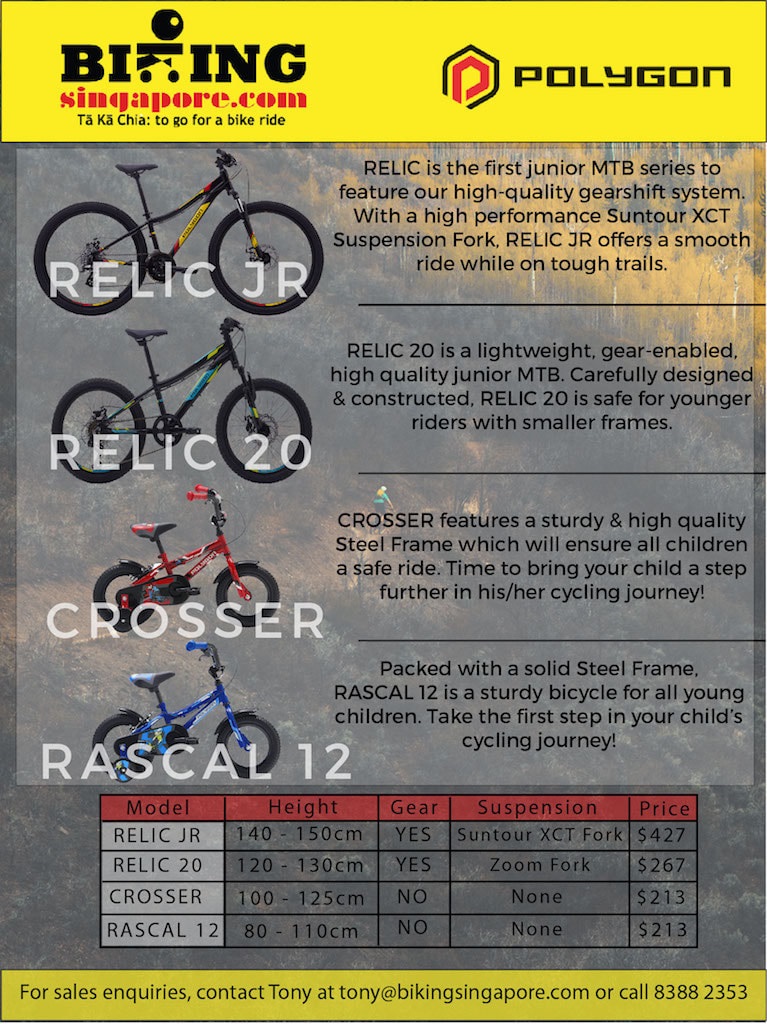 BIKING
singapore.com
Tā Kā Chia: to go for a bike ride
POLYGON
RELIC JR
RELIC is the first junior MTB series to
feature our high-quality gearshift system.
With a high performance Suntour XCT
Suspension Fork, RELIC JR offers a smooth
ride while on tough trails.
RELIC 20
RELIC 20 is a lightweight, gear-enabled,
high quality junior MTB. Carefully designed
& constructed, RELIC 20 is safe for younger
riders with smaller frames.
CROSSER
CROSSER features a sturdy & high quality
Steel Frame which will ensure all children
a safe ride. Time to bring your child a step
further in his/her cycling journey!
RASCAL 12
Packed with a solid Steel Frame,
RASCAL 12 is a sturdy bicycle for all young
children. Take the first step in your child's
cycling journey!
Model Height Gear Suspension Price
RELIC JR 140 - 150cm YES Suntour XCT Fork $427
RELIC 20 120 - 130cm YES Zoom Fork $267
CROSSER 100 - 125cm NO None $213
RASCAL 12 80 - 110cm NO None $213
For sales enquiries, contact Tony at tony@bikingsingapore.com or call 8388 2353